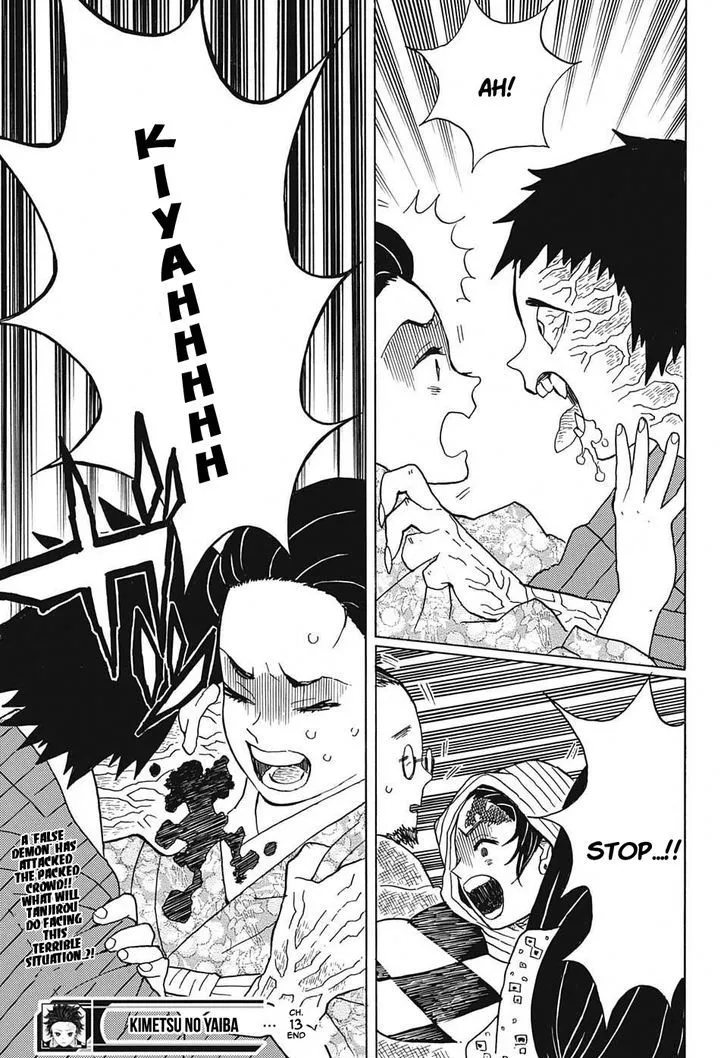 AH!
STOP...!!
KIYAHHHHHH
A "FALSE
DEMON" HAS
ATTACKED
THE PACKED
CROWD!!
WHAT WILL
TANJIROU
DO FACING
THIS
TERRIBLE
SITUATION..?!
KIMETSU NO YAIBA ... CH.
13
END